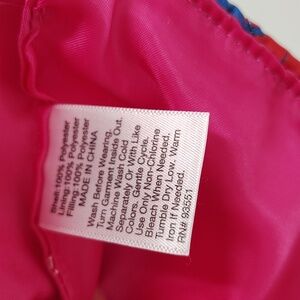 Shell:100% Polyester
Lining:100% Polyester
Filling:100% Polyester
MADE IN CHINA
Wash Before Wearing.
Turn Garment Inside Out.
Machine Wash Cold
Separately Or With Like
Colors. Gentle Cycle.
Use Only Non-Chlorine
Bleach When Needed.
Tumble Dry Low. Warm
Iron If Needed.
RN# 93551